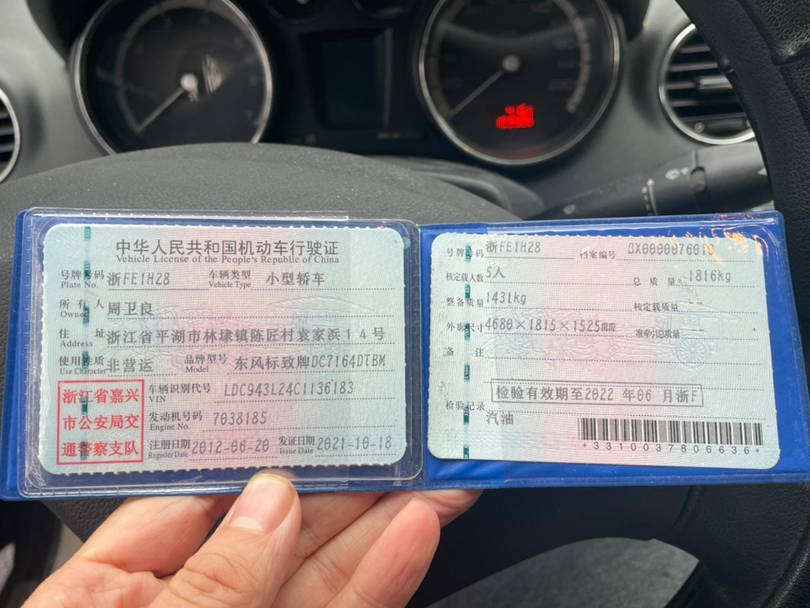 中华人民共和国机动车行驶证
Vehicle License of the People's Republic of China
号牌号码 浙FE1H28 车辆类型 小型轿车
Plate No. Vehicle Type
所有人 周卫良
Owner
住址 浙江省平湖市林埭镇陈匠村袁家浜14号
Address
使用性质 非营运 品牌型号 东风标致牌DC7164DTBM
Use Character Model
浙江省嘉兴
市公安局交
通警察支队
车辆识别代号 LDC943L24C1136183
VIN
发动机号码 7038185
Engine No.
注册日期 2012-06-20 发证日期 2021-10-18
Register Date Issue Date
号牌号码 浙FE1H28 档案编号
核定载人数 5人 总质量 1816kg
整备质量 1431kg 核定载质量 --
外廓尺寸 4680×1815×1525mm 准牵引总质量 --
备注
检验有效期至2022年06月浙F
检验记录
汽油
*3310037806636*